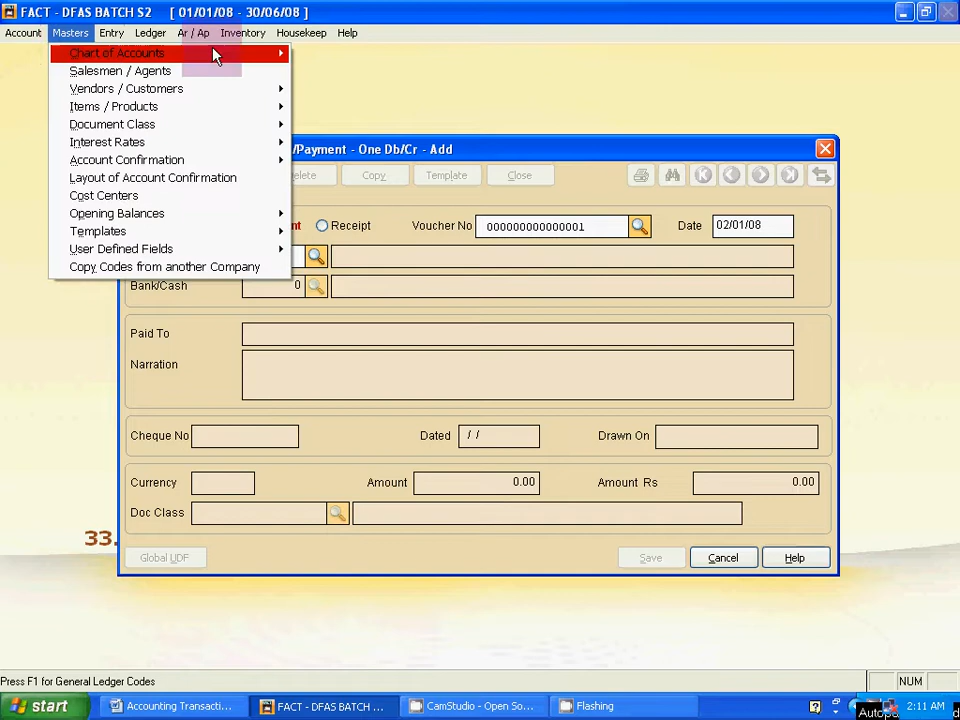 FACT - DFAS BATCH S2 [ 01/01/08 - 30/06/08 ]
Account Masters Entry Ledger Ar / Ap Inventory Housekeep Help
Chart of Accounts
Salesmen / Agents
Vendors / Customers
Items / Products
Document Class
Interest Rates
Account Confirmation
Layout of Account Confirmation
Cost Centers
Opening Balances
Templates
User Defined Fields
Copy Codes from another Company
/Payment - One Db/Cr - Add
Copy Template Close
Receipt Voucher No 000000000000001 Date 02/01/08
Bank/Cash 0
Paid To
Narration
Cheque No Dated / / Drawn On
Currency Amount 0.00 Amount Rs 0.00
Doc Class
33.
Global UDF Save Cancel Help
Press F1 for General Ledger Codes NUM
start Accounting Transacti... FACT - DFAS BATCH ... CamStudio - Open So... Flashing 2:11 AM